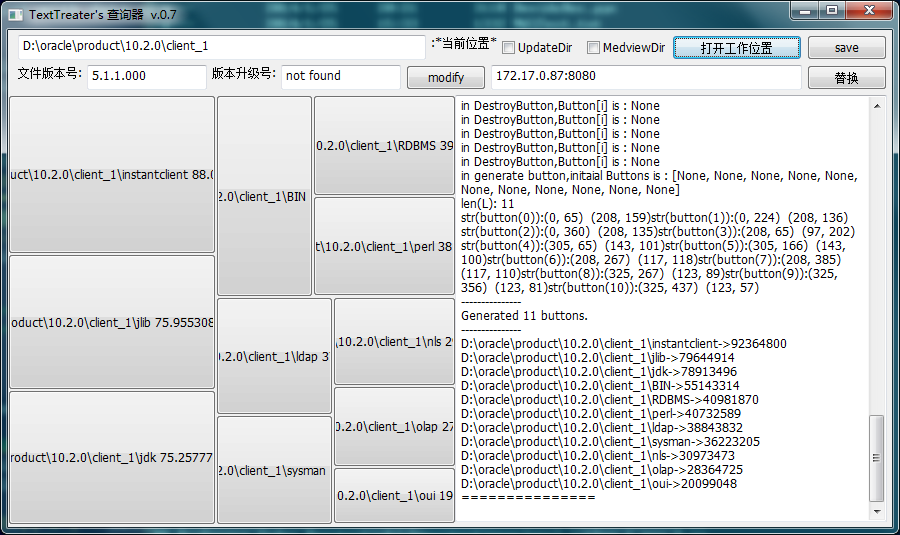 TextTreater's 查询器  v.0.7
D:\oracle\product\10.2.0\client_1
:*当前位置*
UpdateDir
MedviewDir
打开工作位置
save
文件版本号:
5.1.1.000
版本升级号:
not found
modify
172.17.0.87:8080
替换
uct\10.2.0\client_1\instantclient 88.0
2.0\client_1\BIN
0.2.0\client_1\RDBMS 39
t\10.2.0\client_1\perl 38
oduct\10.2.0\client_1\jlib 75.955308
0.2.0\client_1\ldap 37
\10.2.0\client_1\nls 29
0.2.0\client_1\olap 27
roduct\10.2.0\client_1\jdk 75.25777
2.0\client_1\sysman
0.2.0\client_1\oui 19
in DestroyButton,Button[i] is : None
in DestroyButton,Button[i] is : None
in DestroyButton,Button[i] is : None
in DestroyButton,Button[i] is : None
in DestroyButton,Button[i] is : None
in generate button,initaial Buttons is : [None, None, None, None, None,
None, None, None, None, None, None]
len(L): 11
str(button(0)):(0, 65)  (208, 159)str(button(1)):(0, 224)  (208, 136)
str(button(2)):(0, 360)  (208, 135)str(button(3)):(208, 65)  (97, 202)
str(button(4)):(305, 65)  (143, 101)str(button(5)):(305, 166)  (143,
100)str(button(6)):(208, 267)  (117, 118)str(button(7)):(208, 385)
(117, 110)str(button(8)):(325, 267)  (123, 89)str(button(9)):(325,
356)  (123, 81)str(button(10)):(325, 437)  (123, 57)
---------------
Generated 11 buttons.
---------------
D:\oracle\product\10.2.0\client_1\instantclient->92364800
D:\oracle\product\10.2.0\client_1\jlib->79644914
D:\oracle\product\10.2.0\client_1\jdk->78913496
D:\oracle\product\10.2.0\client_1\BIN->55143314
D:\oracle\product\10.2.0\client_1\RDBMS->40981870
D:\oracle\product\10.2.0\client_1\perl->40732589
D:\oracle\product\10.2.0\client_1\ldap->38843832
D:\oracle\product\10.2.0\client_1\sysman->36223205
D:\oracle\product\10.2.0\client_1\nls->30973473
D:\oracle\product\10.2.0\client_1\olap->28364725
D:\oracle\product\10.2.0\client_1\oui->20099048
===============